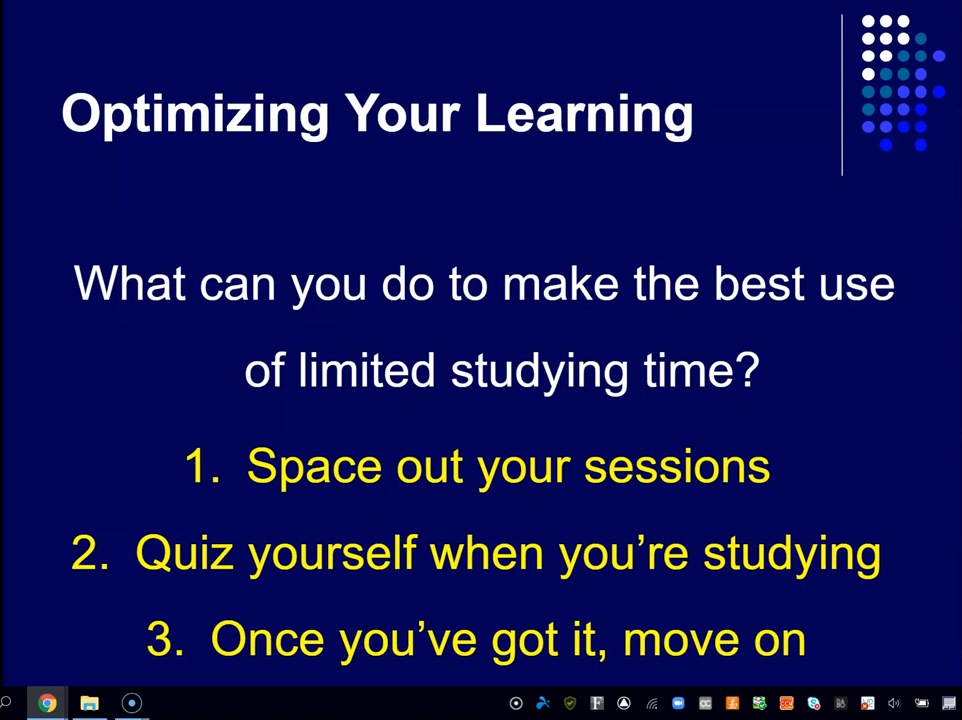 Optimizing Your Learning
What can you do to make the best use
of limited studying time?
1. Space out your sessions
2. Quiz yourself when you’re studying
3. Once you’ve got it, move on